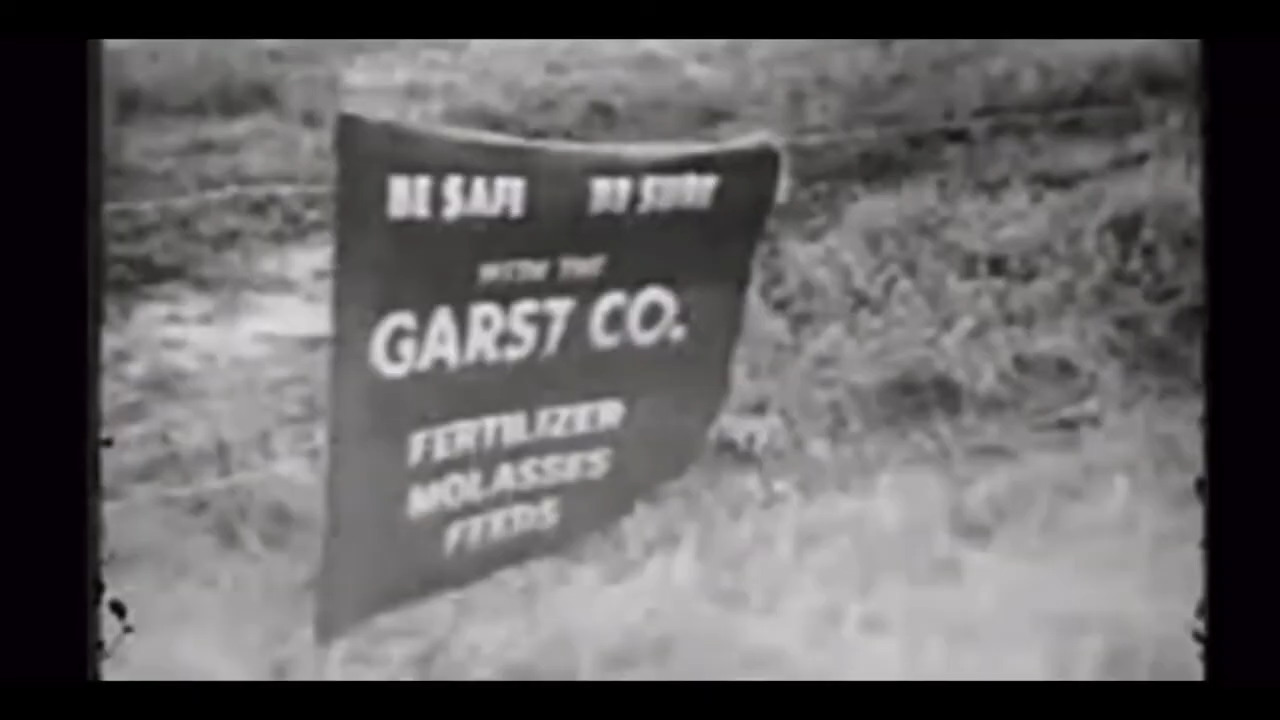 BE SAFE BE SURE
WITH THE
GARST CO.
FERTILIZER
MOLASSES
FEEDS